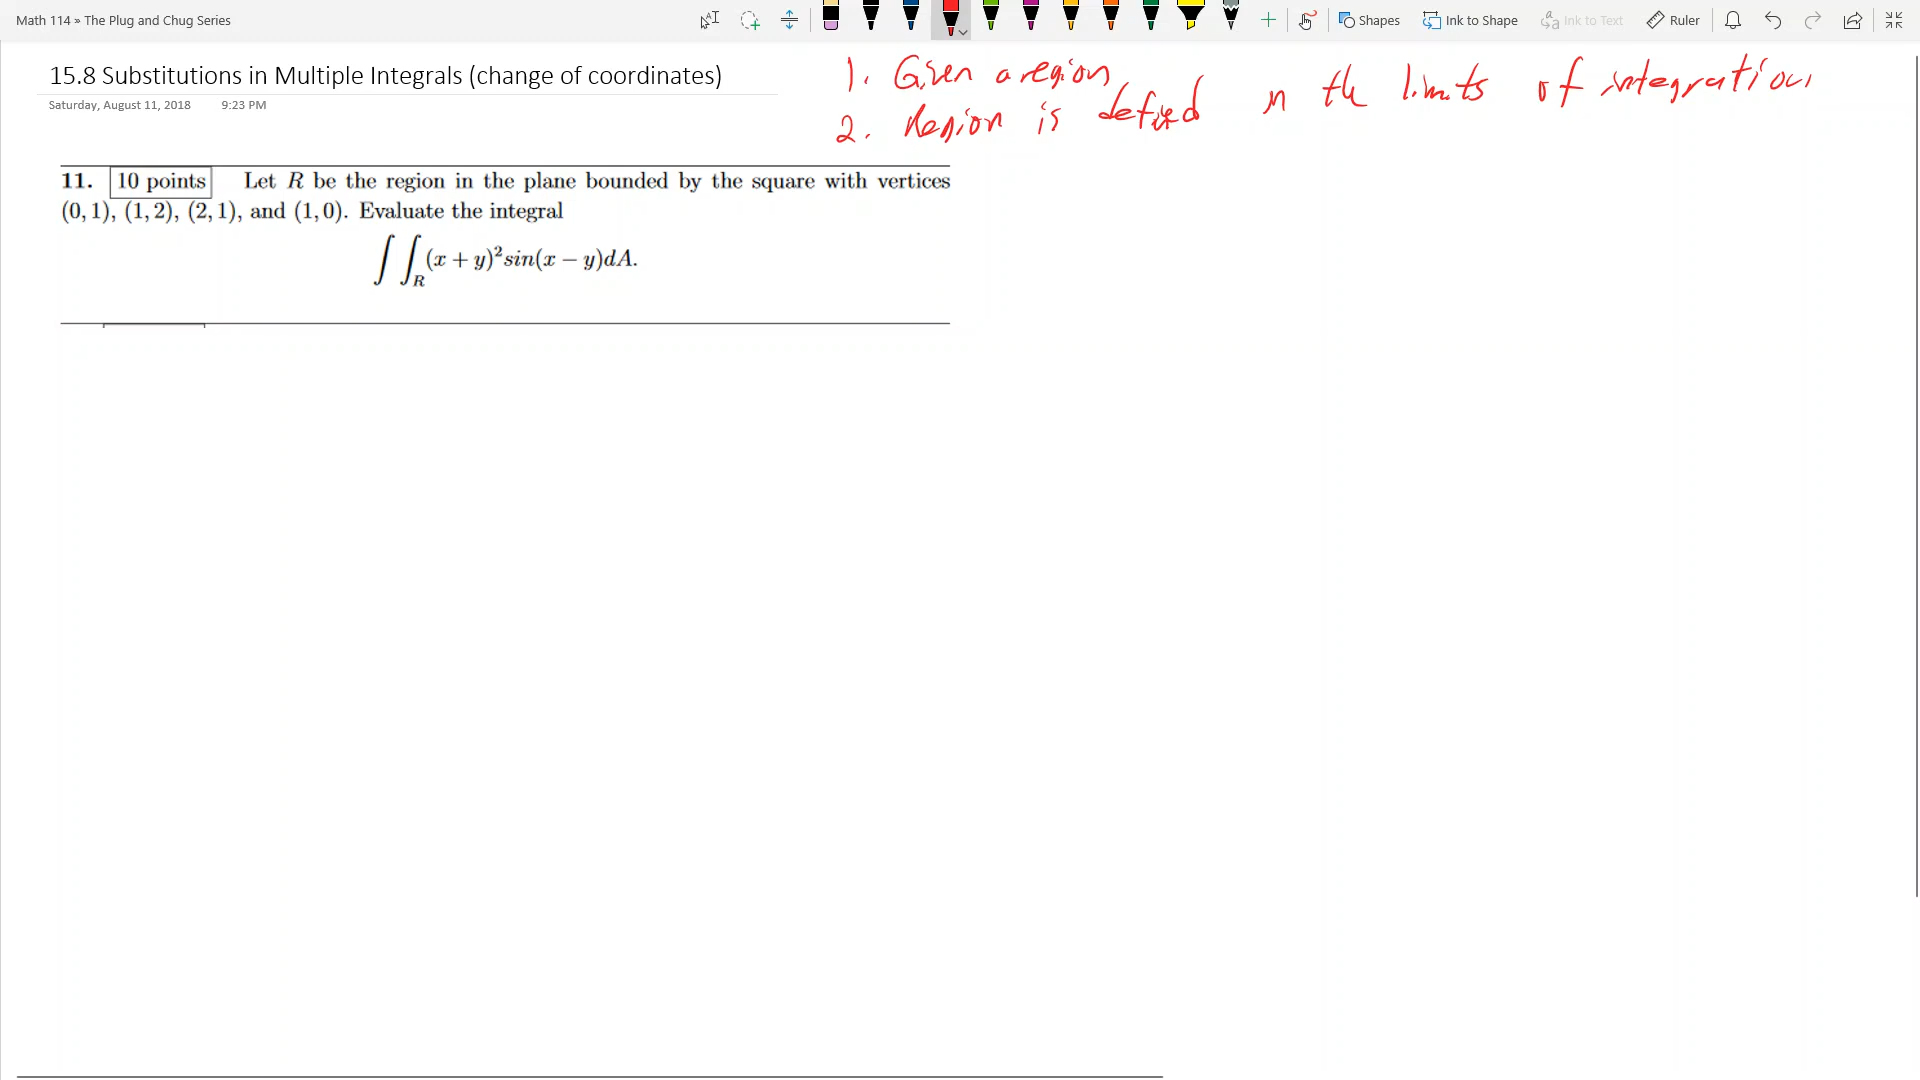 Math 114 » The Plug and Chug Series
Shapes
Ink to Shape
Ink to Text
Ruler
15.8 Substitutions in Multiple Integrals (change of coordinates)
Saturday, August 11, 2018 9:23 PM
1. Given a region
2. Region is defined in the limits of integration
11. 10 points Let R be the region in the plane bounded by the square with vertices
(0, 1), (1, 2), (2, 1), and (1, 0). Evaluate the integral
∫∫_R (x + y)² sin(x − y)dA.